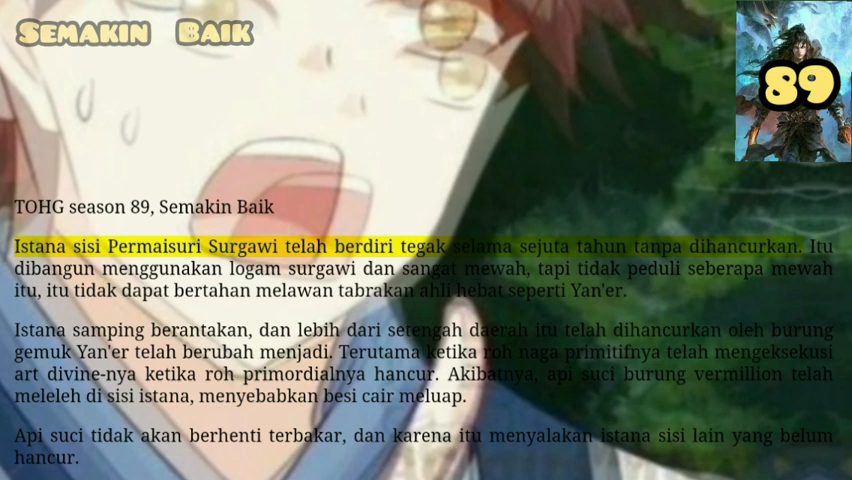 Semakin Baik
89
TOHG season 89, Semakin Baik
Istana sisi Permaisuri Surgawi telah berdiri tegak selama sejuta tahun tanpa dihancurkan. Itu
dibangun menggunakan logam surgawi dan sangat mewah, tapi tidak peduli seberapa mewah
itu, itu tidak dapat bertahan melawan tabrakan ahli hebat seperti Yan'er.
Istana samping berantakan, dan lebih dari setengah daerah itu telah dihancurkan oleh burung
gemuk Yan'er telah berubah menjadi. Terutama ketika roh naga primitifnya telah mengeksekusi
art divine-nya ketika roh primordialnya hancur. Akibatnya, api suci burung vermillion telah
meleleh di sisi istana, menyebabkan besi cair meluap.
Api suci tidak akan berhenti terbakar, dan karena itu menyalakan istana sisi lain yang belum
hancur.